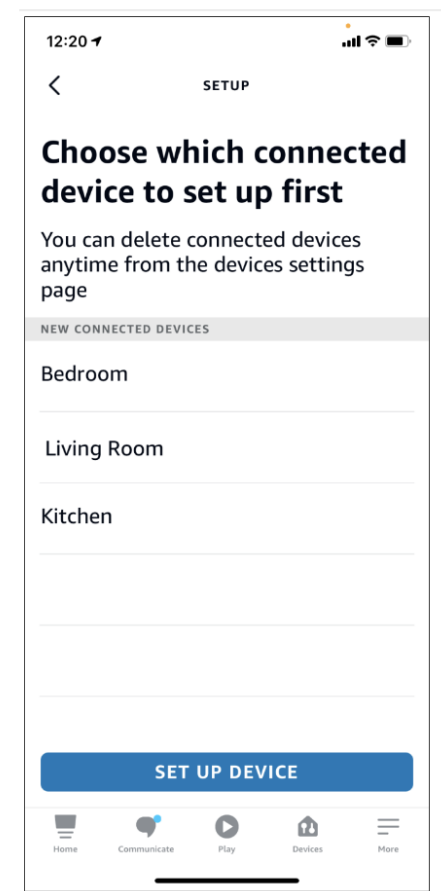 12:20
SETUP
Choose which connected
device to set up first
You can delete connected devices
anytime from the devices settings
page
NEW CONNECTED DEVICES
Bedroom
Living Room
Kitchen
SET UP DEVICE
Home Communicate Play Devices More